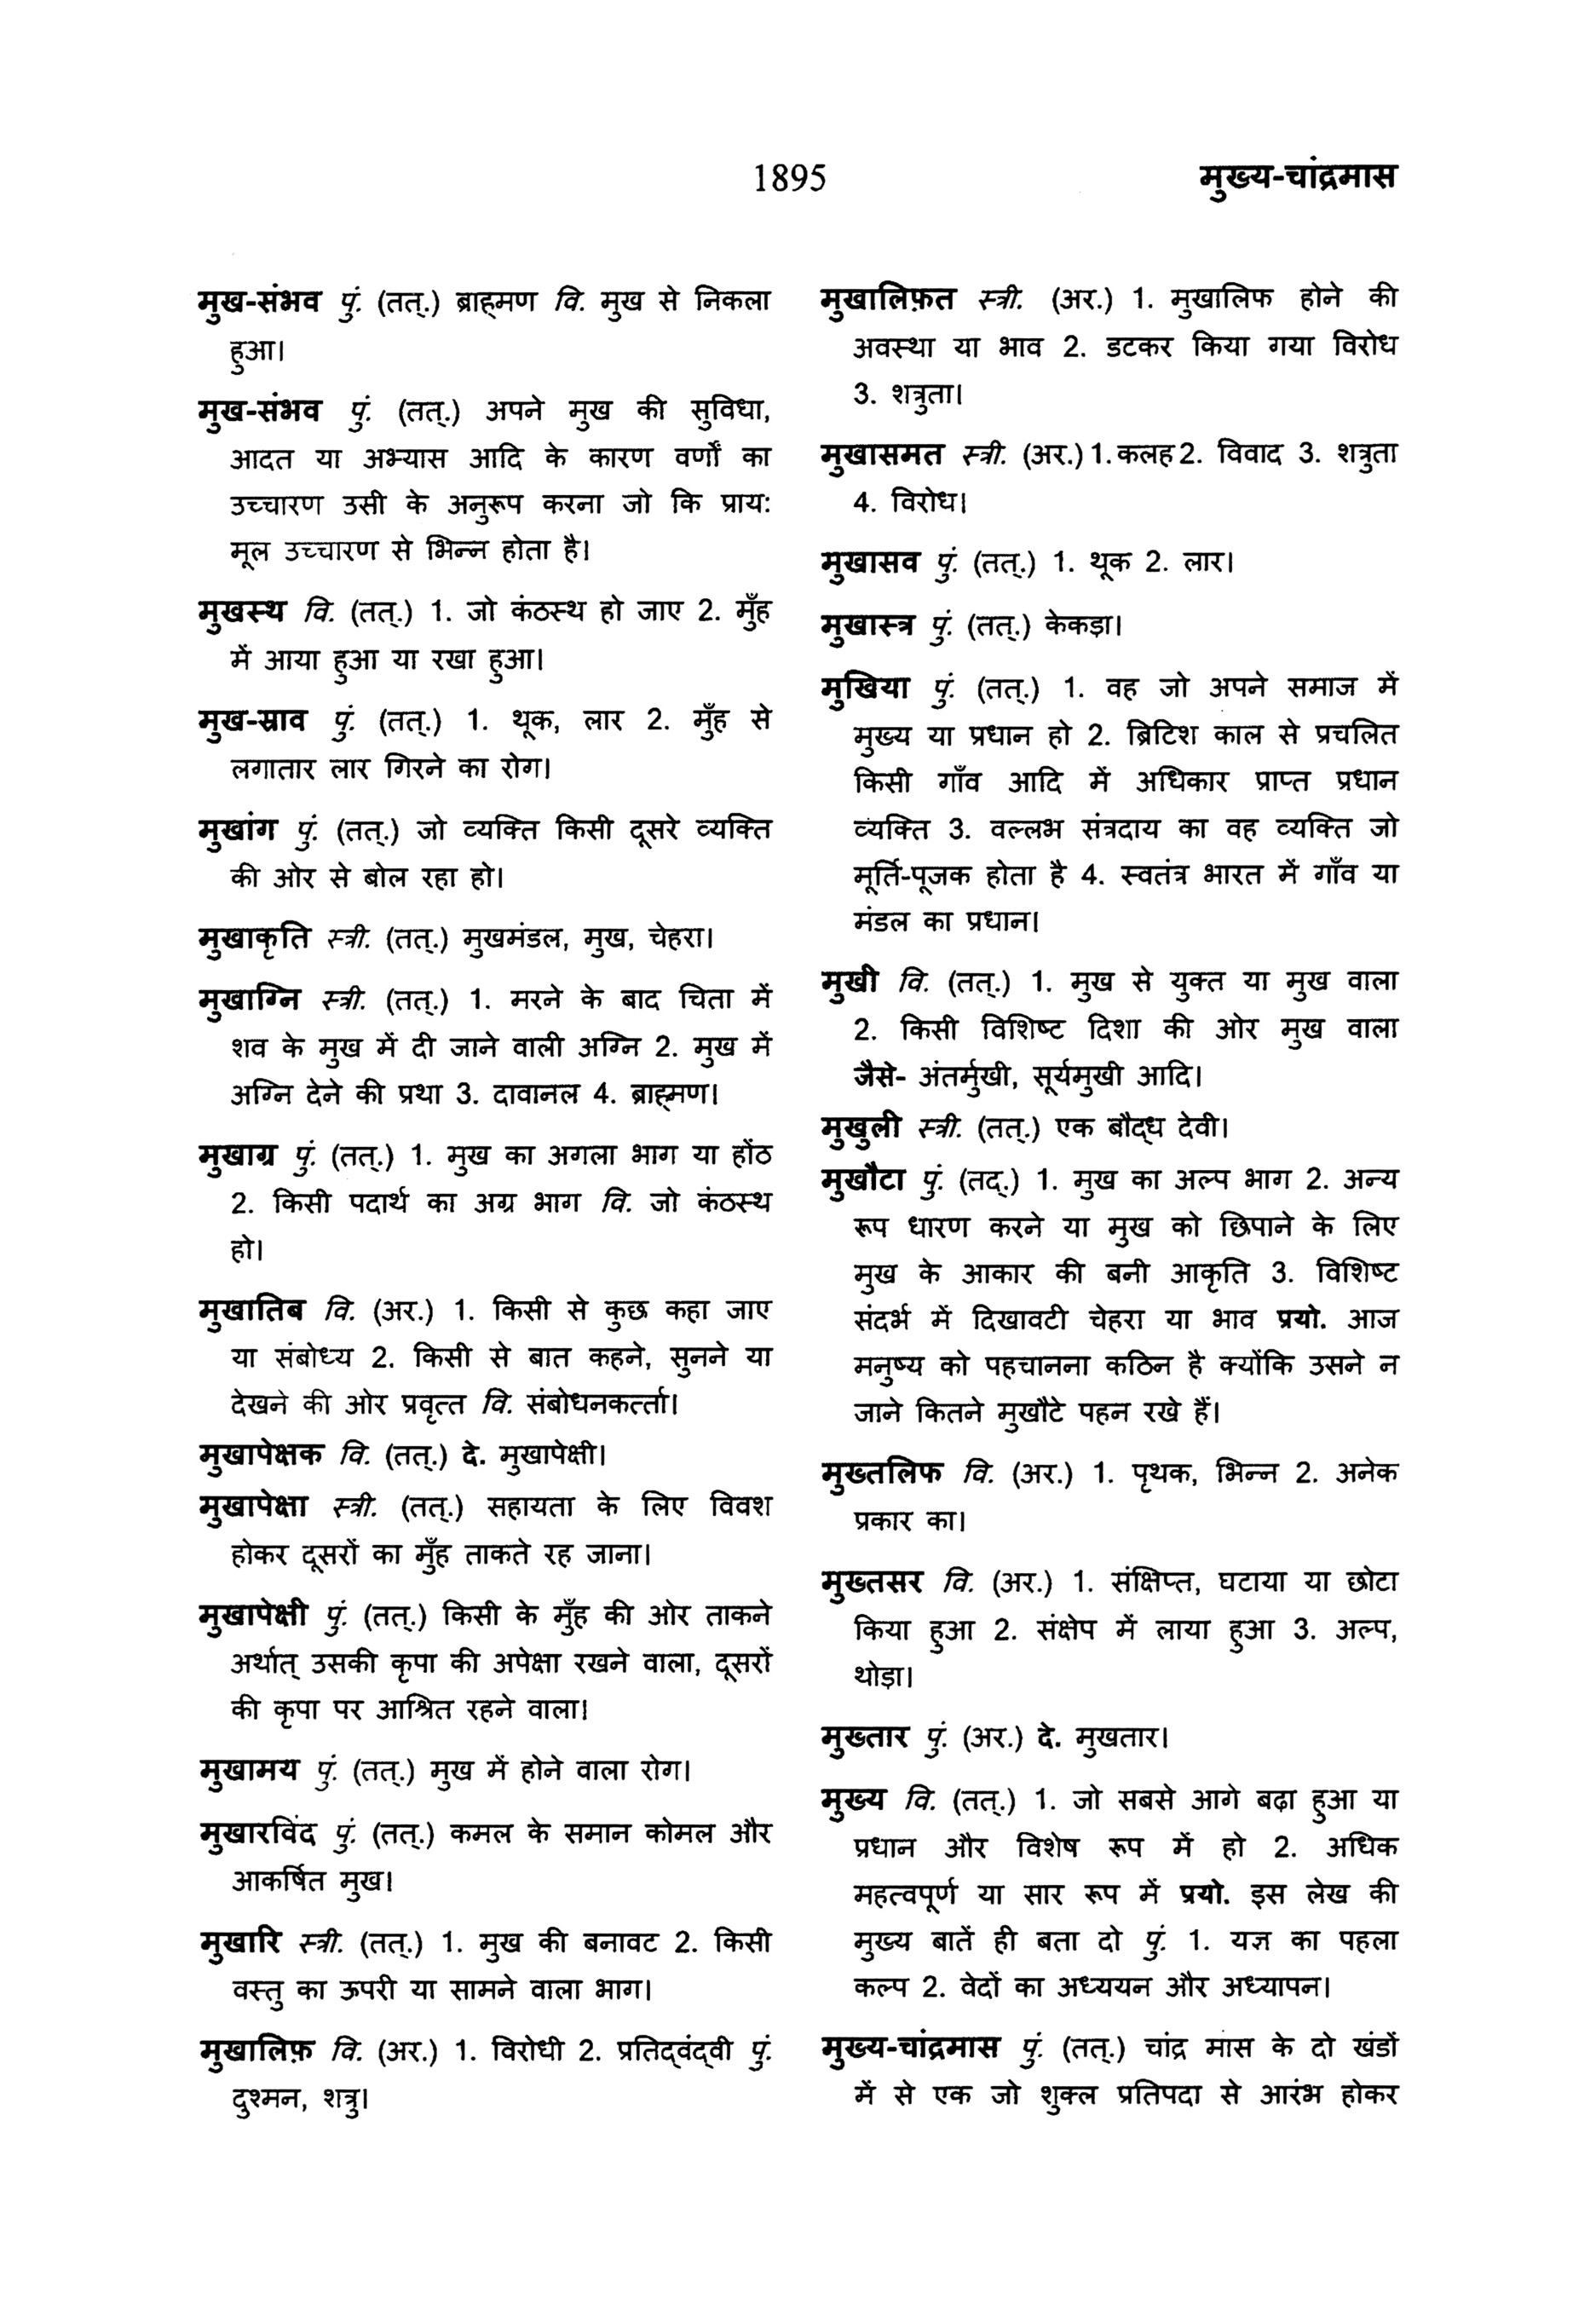 1895
मुख्य-चांद्रमास
मुख-संभव पुं. (तत्.) ब्राह्मण वि. मुख से निकला
हुआ।
मुख-संभव पुं. (तत्.) अपने मुख की सुविधा,
आदत या अभ्यास आदि के कारण वर्णों का
उच्चारण उसी के अनुरूप करना जो कि प्राय:
मूल उच्चारण से भिन्न होता है।
मुखस्थ वि. (तत्.) 1. जो कंठस्थ हो जाए 2. मुँह
में आया हुआ या रखा हुआ।
मुख-स्राव पुं. (तत्.) 1. थूक, लार 2. मुँह से
लगातार लार गिरने का रोग।
मुखांग पुं. (तत्.) जो व्यक्ति किसी दूसरे व्यक्ति
की ओर से बोल रहा हो।
मुखाकृति स्त्री. (तत्.) मुखमंडल, मुख, चेहरा।
मुखाग्नि स्त्री. (तत्.) 1. मरने के बाद चिता में
शव के मुख में दी जाने वाली अग्नि 2. मुख में
अग्नि देने की प्रथा 3. दावानल 4. ब्राह्मण।
मुखाग्र पुं. (तत्.) 1. मुख का अगला भाग या होंठ
2. किसी पदार्थ का अग्र भाग वि. जो कंठस्थ
हो।
मुखातिब वि. (अर.) 1. किसी से कुछ कहा जाए
या संबोध्य 2. किसी से बात कहने, सुनने या
देखने की ओर प्रवृत्त वि. संबोधनकर्त्ता।
मुखापेक्षक वि. (तत्.) दे. मुखापेक्षी।
मुखापेक्षा स्त्री. (तत्.) सहायता के लिए विवश
होकर दूसरों का मुँह ताकते रह जाना।
मुखापेक्षी पुं. (तत्.) किसी के मुँह की ओर ताकने
अर्थात् उसकी कृपा की अपेक्षा रखने वाला, दूसरों
की कृपा पर आश्रित रहने वाला।
मुखामय पुं. (तत्.) मुख में होने वाला रोग।
मुखारविंद पुं. (तत्.) कमल के समान कोमल और
आकर्षित मुख।
मुखारि स्त्री. (तत्.) 1. मुख की बनावट 2. किसी
वस्तु का ऊपरी या सामने वाला भाग।
मुखालिफ़ वि. (अर.) 1. विरोधी 2. प्रतिद्वंद्वी पुं.
दुश्मन, शत्रु।
मुखालिफ़त स्त्री. (अर.) 1. मुखालिफ होने की
अवस्था या भाव 2. डटकर किया गया विरोध
3. शत्रुता।
मुखासमत स्त्री. (अर.) 1. कलह 2. विवाद 3. शत्रुता
4. विरोध।
मुखासव पुं. (तत्.) 1. थूक 2. लार।
मुखास्त्र पुं. (तत्.) केकड़ा।
मुखिया पुं. (तत्.) 1. वह जो अपने समाज में
मुख्य या प्रधान हो 2. ब्रिटिश काल से प्रचलित
किसी गाँव आदि में अधिकार प्राप्त प्रधान
व्यक्ति 3. वल्लभ संत्रदाय का वह व्यक्ति जो
मूर्ति-पूजक होता है 4. स्वतंत्र भारत में गाँव या
मंडल का प्रधान।
मुखी वि. (तत्.) 1. मुख से युक्त या मुख वाला
2. किसी विशिष्ट दिशा की ओर मुख वाला
जैसे- अंतर्मुखी, सूर्यमुखी आदि।
मुखुली स्त्री. (तत्.) एक बौद्ध देवी।
मुखौटा पुं. (तद्.) 1. मुख का अल्प भाग 2. अन्य
रूप धारण करने या मुख को छिपाने के लिए
मुख के आकार की बनी आकृति 3. विशिष्ट
संदर्भ में दिखावटी चेहरा या भाव प्रयो. आज
मनुष्य को पहचानना कठिन है क्योंकि उसने न
जाने कितने मुखौटे पहन रखे हैं।
मुख्तलिफ वि. (अर.) 1. पृथक, भिन्न 2. अनेक
प्रकार का।
मुख्तसर वि. (अर.) 1. संक्षिप्त, घटाया या छोटा
किया हुआ 2. संक्षेप में लाया हुआ 3. अल्प,
थोड़ा।
मुख्तार पुं. (अर.) दे. मुखतार।
मुख्य वि. (तत्.) 1. जो सबसे आगे बढ़ा हुआ या
प्रधान और विशेष रूप में हो 2. अधिक
महत्वपूर्ण या सार रूप में प्रयो. इस लेख की
मुख्य बातें ही बता दो पुं. 1. यज्ञ का पहला
कल्प 2. वेदों का अध्ययन और अध्यापन।
मुख्य-चांद्रमास पुं. (तत्.) चांद्र मास के दो खंडों
में से एक जो शुक्ल प्रतिपदा से आरंभ होकर